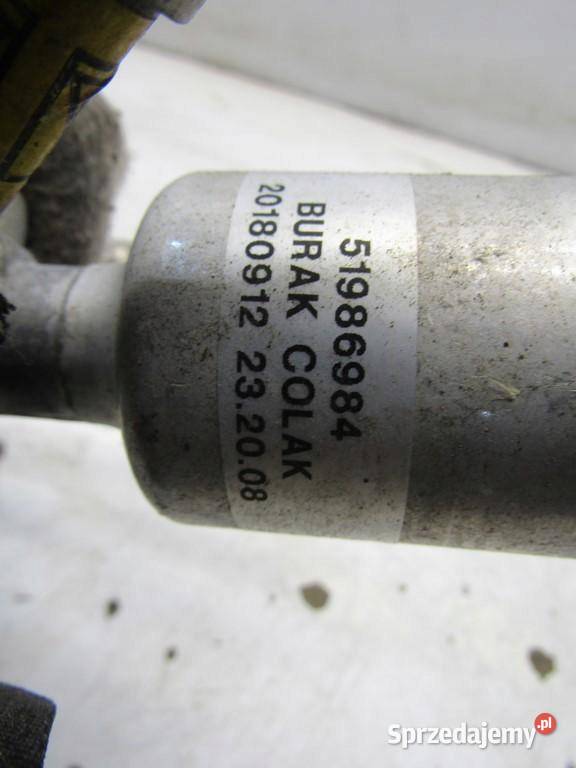 51986984
BURAK COLAK
20180912 23.20.08
Sprzedajemy.pl